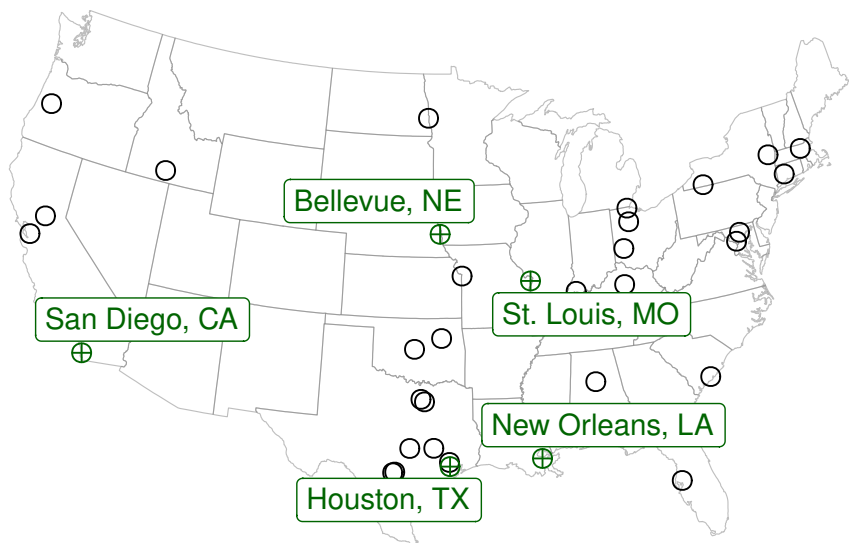 Bellevue, NE
San Diego, CA
St. Louis, MO
New Orleans, LA
Houston, TX